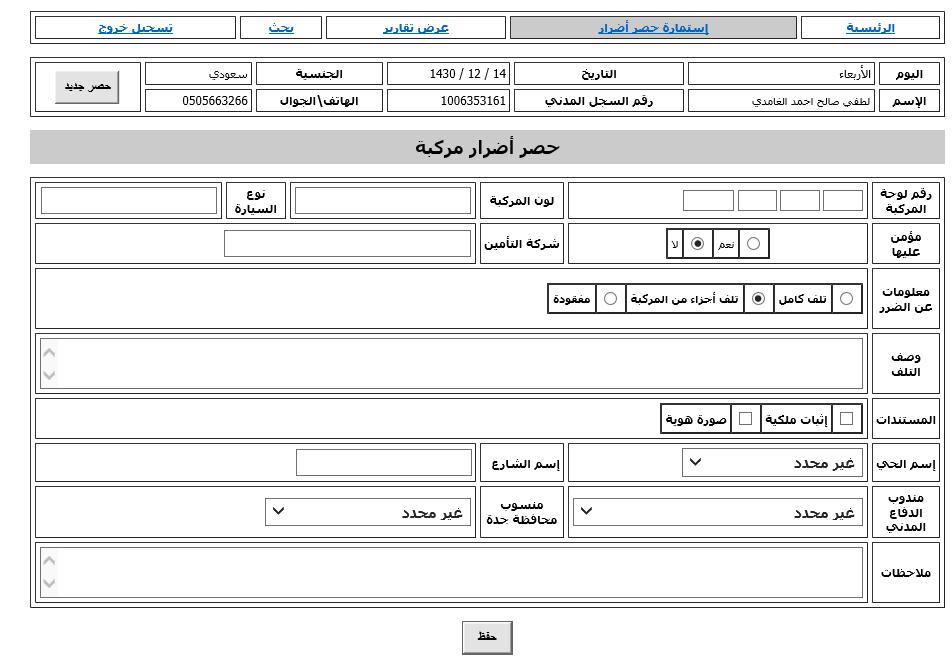 الرئيسية إستمارة حصر أضرار عرض تقارير بحث تسجيل خروج
اليوم الأربعاء التاريخ 14 / 12 / 1430 الجنسية سعودي
الإسم لطفي صالح احمد الغامدي رقم السجل المدني 1006353161 الهاتف\الجوال 0505663266
حصر جديد
حصر أضرار مركبة
رقم لوحة المركبة لون المركبة نوع السيارة
مؤمن عليها نعم لا شركة التأمين
معلومات عن الضرر تلف كامل تلف أجزاء من المركبة مفقودة
وصف التلف
المستندات إثبات ملكية صورة هوية
إسم الحي غير محدد إسم الشارع
مندوب الدفاع المدني غير محدد منسوب محافظة جدة غير محدد
ملاحظات
حفظ